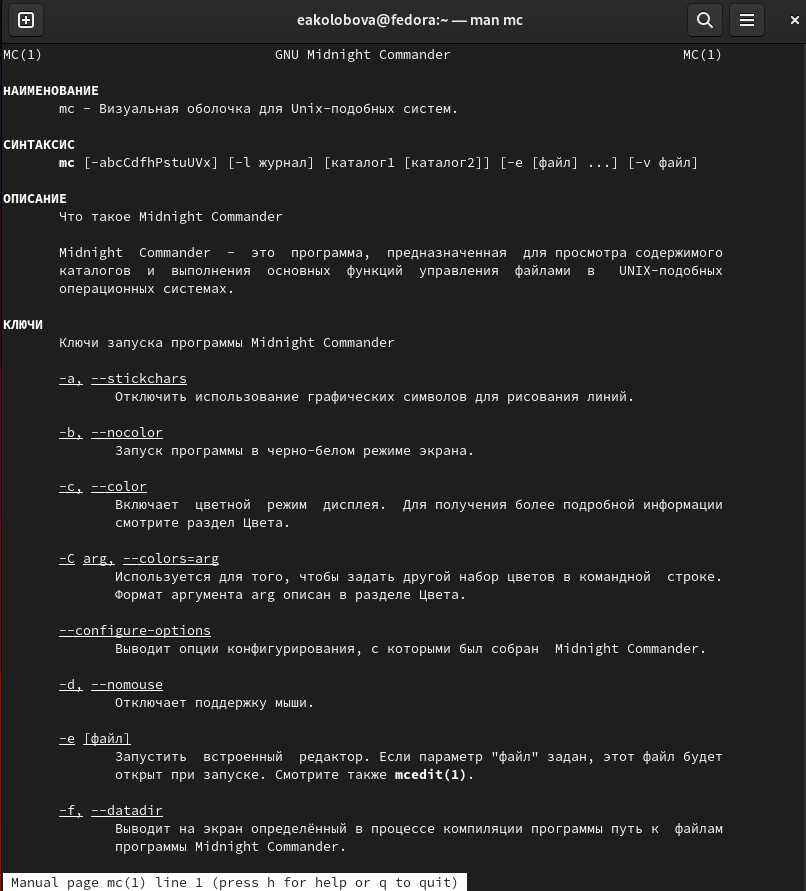 eakolobova@fedora:~ — man mc
MC(1) GNU Midnight Commander MC(1)
НАИМЕНОВАНИЕ
mc - Визуальная оболочка для Unix-подобных систем.
СИНТАКСИС
mc [-abcCdfhPstuUVx] [-l журнал] [каталог1 [каталог2]] [-e [файл] ...] [-v файл]
ОПИСАНИЕ
Что такое Midnight Commander
Midnight Commander - это программа, предназначенная для просмотра содержимого
каталогов и выполнения основных функций управления файлами в UNIX-подобных
операционных системах.
КЛЮЧИ
Ключи запуска программы Midnight Commander
-a, --stickchars
Отключить использование графических символов для рисования линий.
-b, --nocolor
Запуск программы в черно-белом режиме экрана.
-c, --color
Включает цветной режим дисплея. Для получения более подробной информации
смотрите раздел Цвета.
-C arg, --colors=arg
Используется для того, чтобы задать другой набор цветов в командной строке.
Формат аргумента arg описан в разделе Цвета.
--configure-options
Выводит опции конфигурирования, с которыми был собран Midnight Commander.
-d, --nomouse
Отключает поддержку мыши.
-e [файл]
Запустить встроенный редактор. Если параметр "файл" задан, этот файл будет
открыт при запуске. Смотрите также mcedit(1).
-f, --datadir
Выводит на экран определённый в процессе компиляции программы путь к файлам
программы Midnight Commander.
Manual page mc(1) line 1 (press h for help or q to quit)